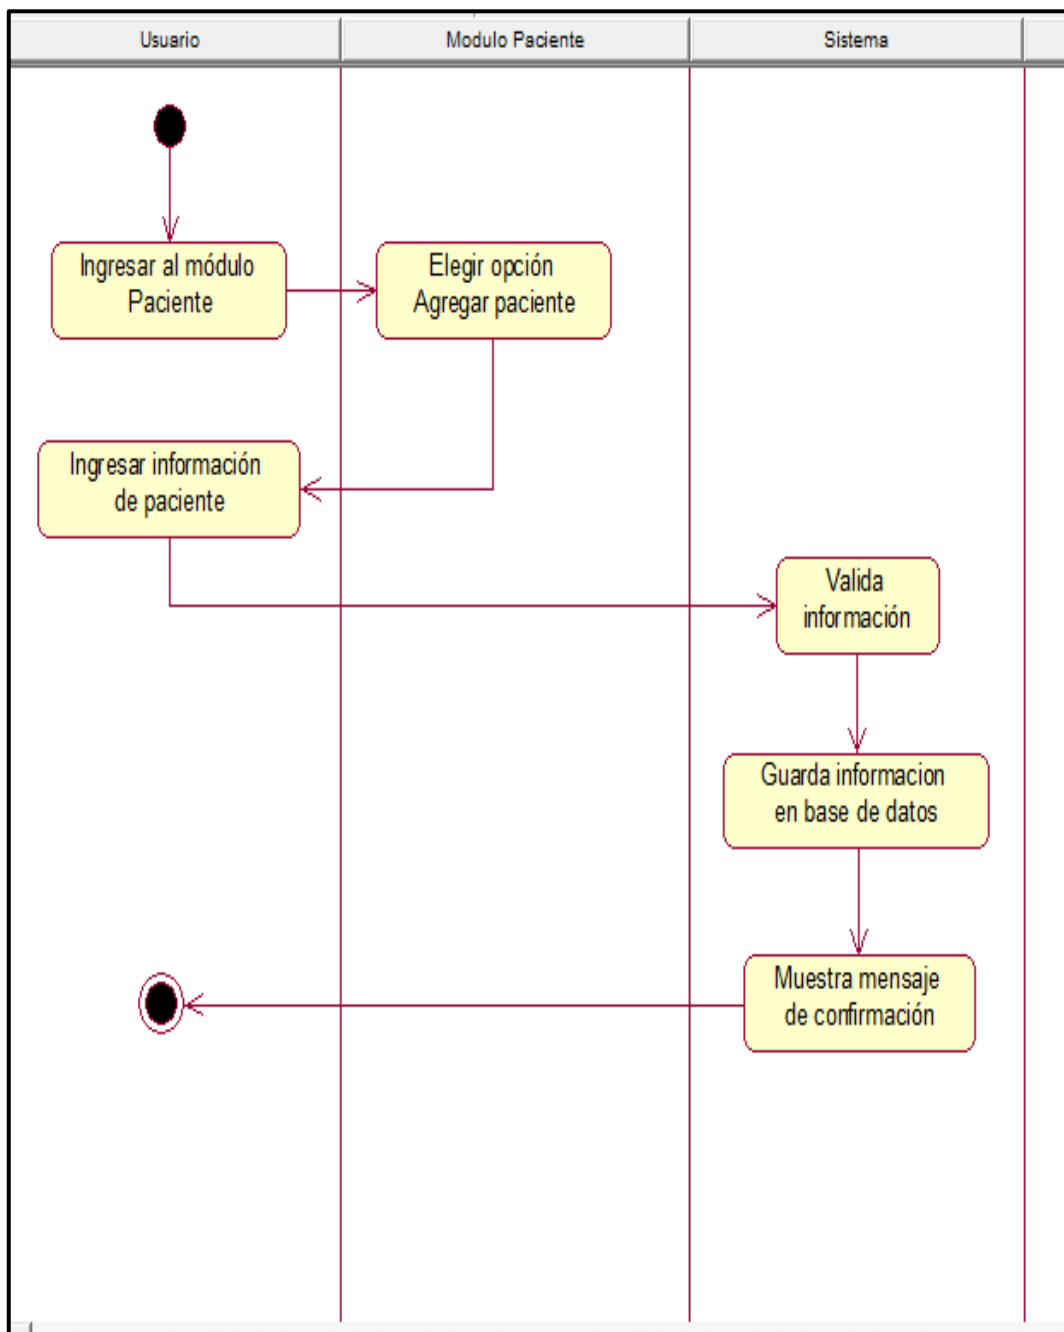 Usuario
Modulo Paciente
Sistema
Ingresar al módulo
Paciente
Elegir opción
Agregar paciente
Ingresar información
de paciente
Valida
información
Guarda informacion
en base de datos
Muestra mensaje
de confirmación